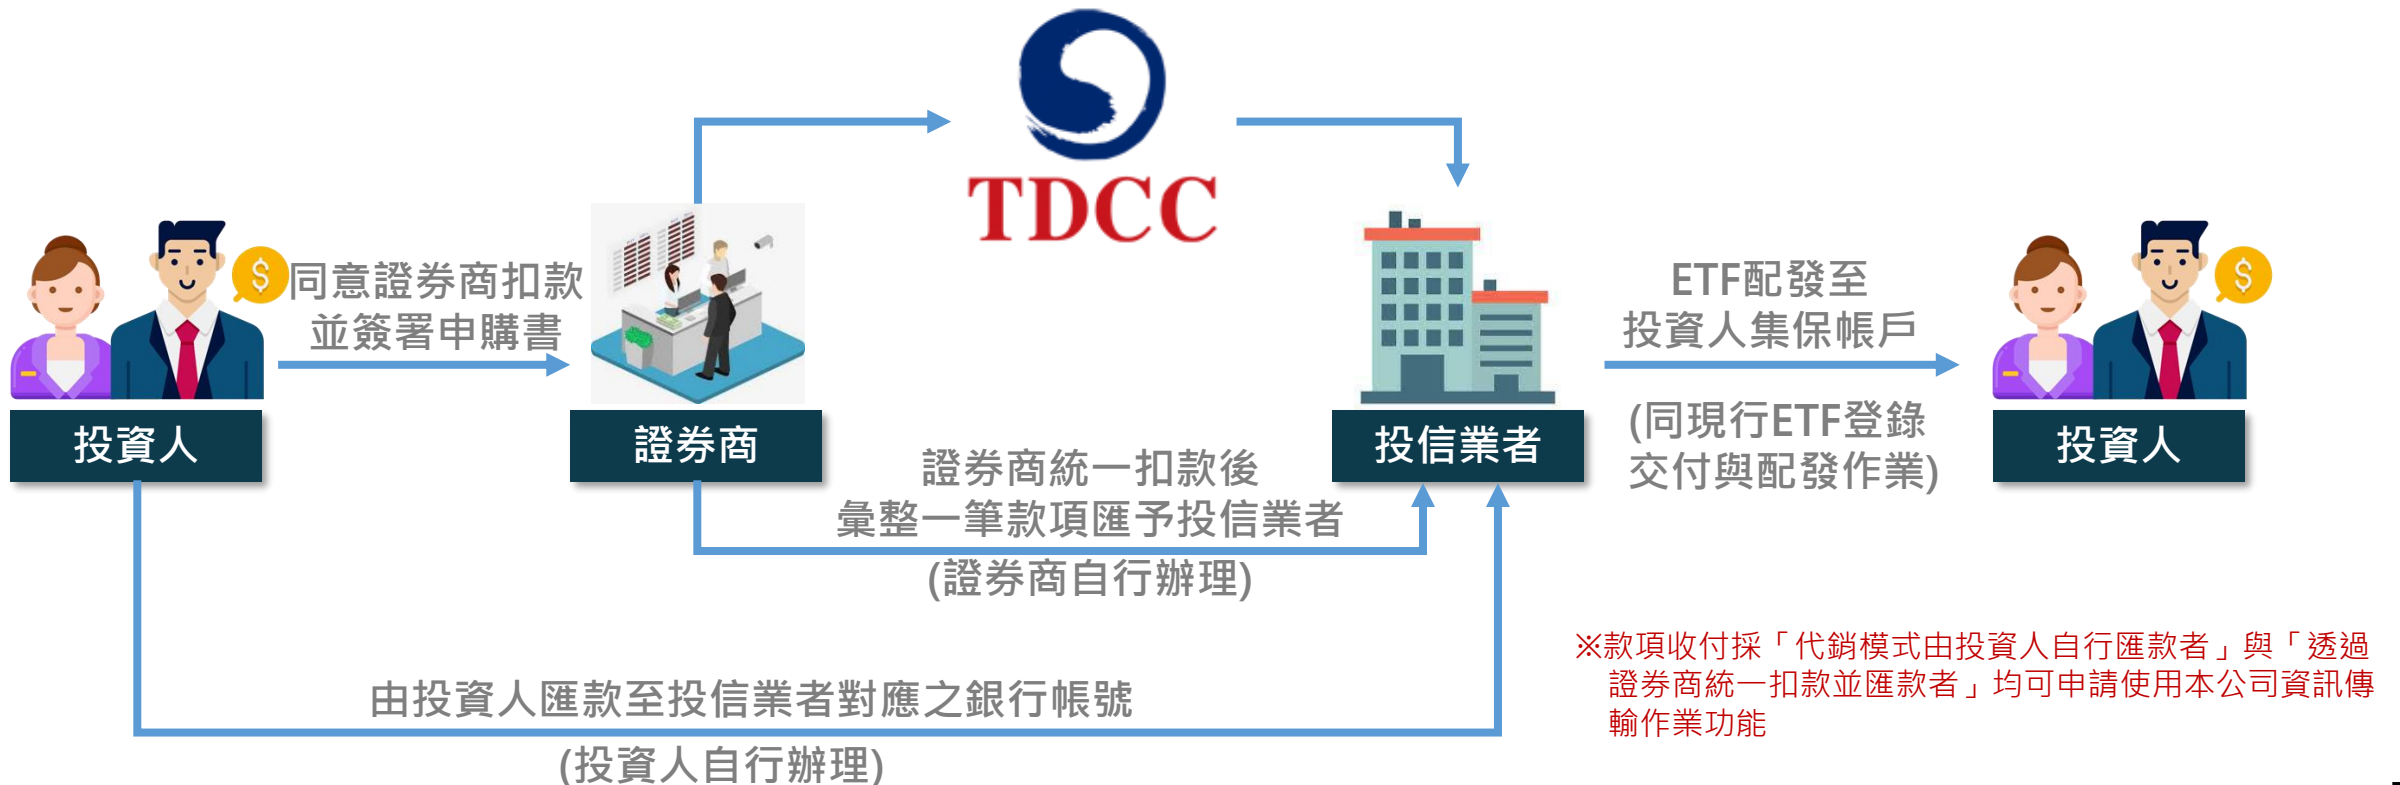 TDCC
同意證券商扣款
並簽署申購書
ETF配發至
投資人集保帳戶
(同現行ETF登錄
交付與配發作業)
投資人
證券商
投信業者
投資人
證券商統一扣款後
彙整一筆款項匯予投信業者
(證券商自行辦理)
由投資人匯款至投信業者對應之銀行帳號
(投資人自行辦理)
※款項收付採「代銷模式由投資人自行匯款者」與「透過
證券商統一扣款並匯款者」均可申請使用本公司資訊傳
輸作業功能